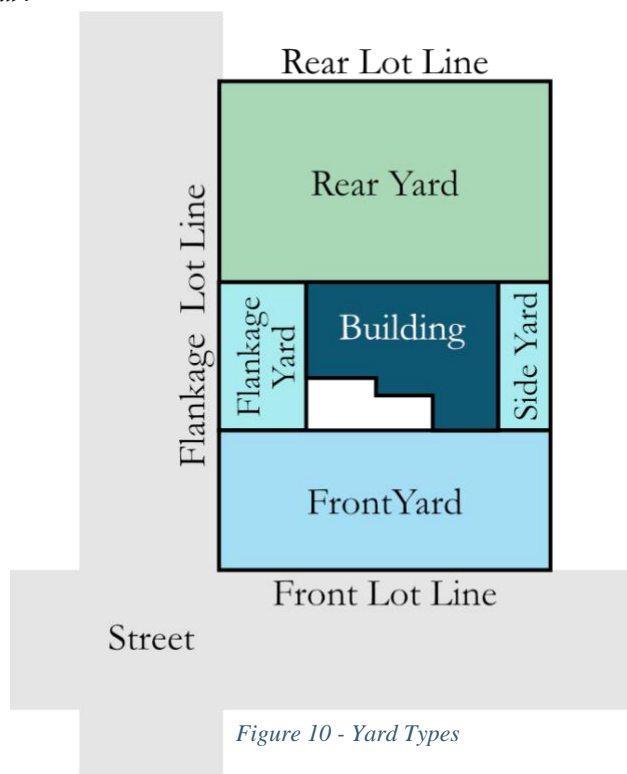 Rear Lot Line
Rear Yard
Flankage Lot Line
Flankage
Yard
Building
Side Yard
FrontYard
Front Lot Line
Street
Figure 10 - Yard Types